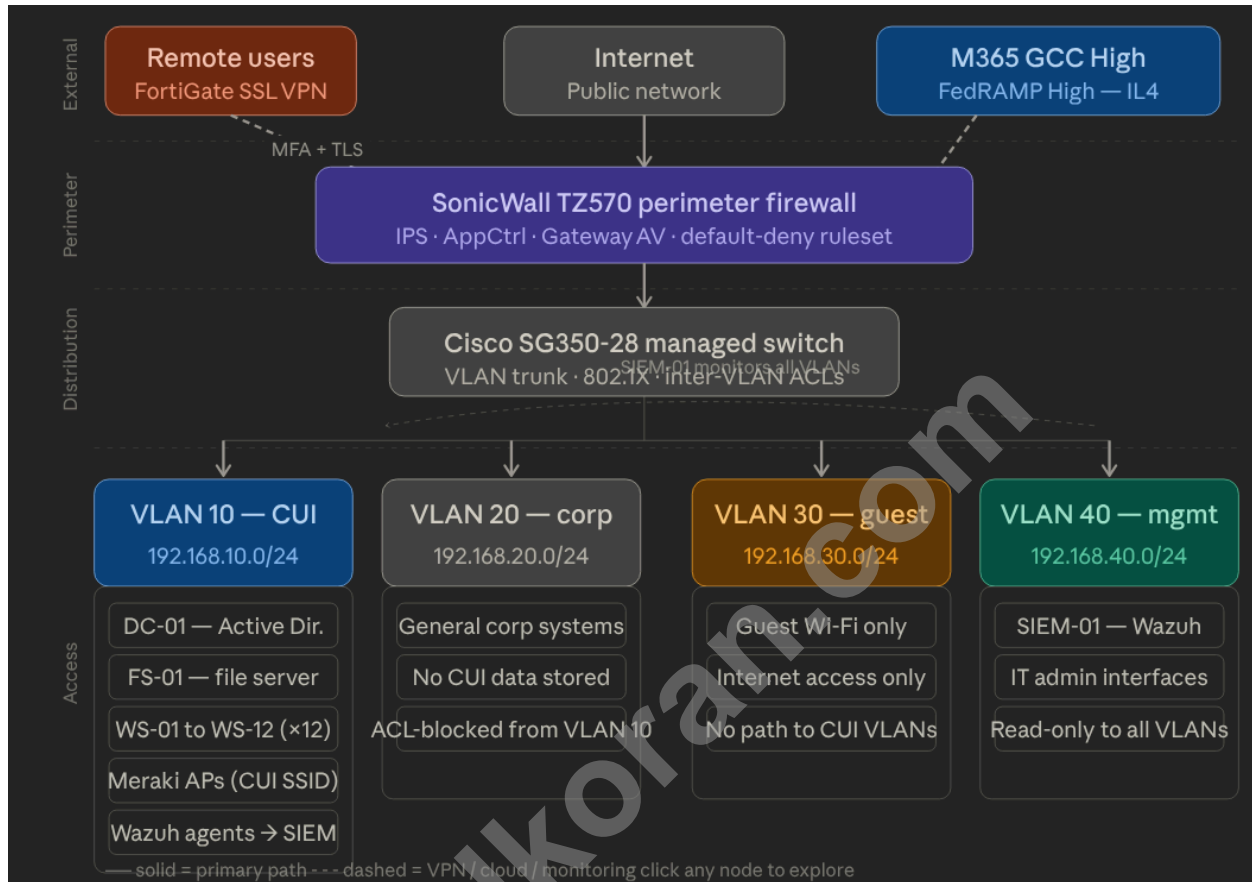 External
Remote users
FortiGate SSL VPN
Internet
Public network
M365 GCC High
FedRAMP High — IL4
MFA + TLS
Perimeter
SonicWall TZ570 perimeter firewall
IPS · AppCtrl · Gateway AV · default-deny ruleset
Distribution
Cisco SG350-28 managed switch
SIEM-01 monitors all VLANs
VLAN trunk · 802.1X · inter-VLAN ACLs
Access
VLAN 10 — CUI
192.168.10.0/24
DC-01 — Active Dir.
FS-01 — file server
WS-01 to WS-12 (×12)
Meraki APs (CUI SSID)
Wazuh agents → SIEM
VLAN 20 — corp
192.168.20.0/24
General corp systems
No CUI data stored
ACL-blocked from VLAN 10
VLAN 30 — guest
192.168.30.0/24
Guest Wi-Fi only
Internet access only
No path to CUI VLANs
VLAN 40 — mgmt
192.168.40.0/24
SIEM-01 — Wazuh
IT admin interfaces
Read-only to all VLANs
— solid = primary path --- dashed = VPN / cloud / monitoring click any node to explore
lkoran.com